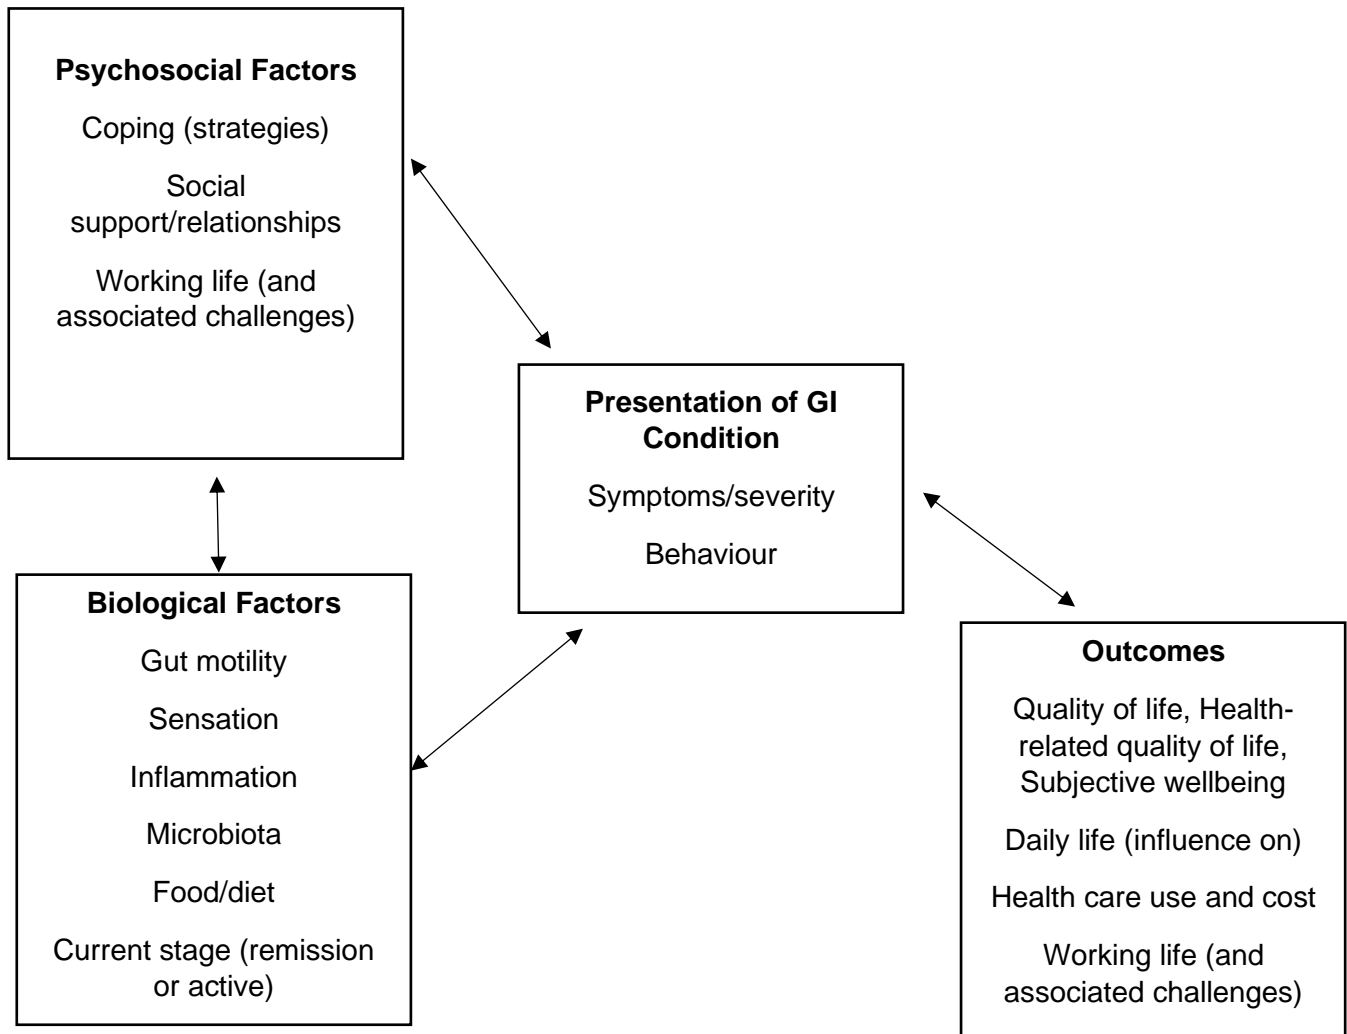 Psychosocial Factors
Coping (strategies)
Social
support/relationships
Working life (and
associated challenges)
Presentation of GI
Condition
Symptoms/severity
Behaviour
Biological Factors
Gut motility
Sensation
Inflammation
Microbiota
Food/diet
Current stage (remission
or active)
Outcomes
Quality of life, Health-
related quality of life,
Subjective wellbeing
Daily life (influence on)
Health care use and cost
Working life (and
associated challenges)